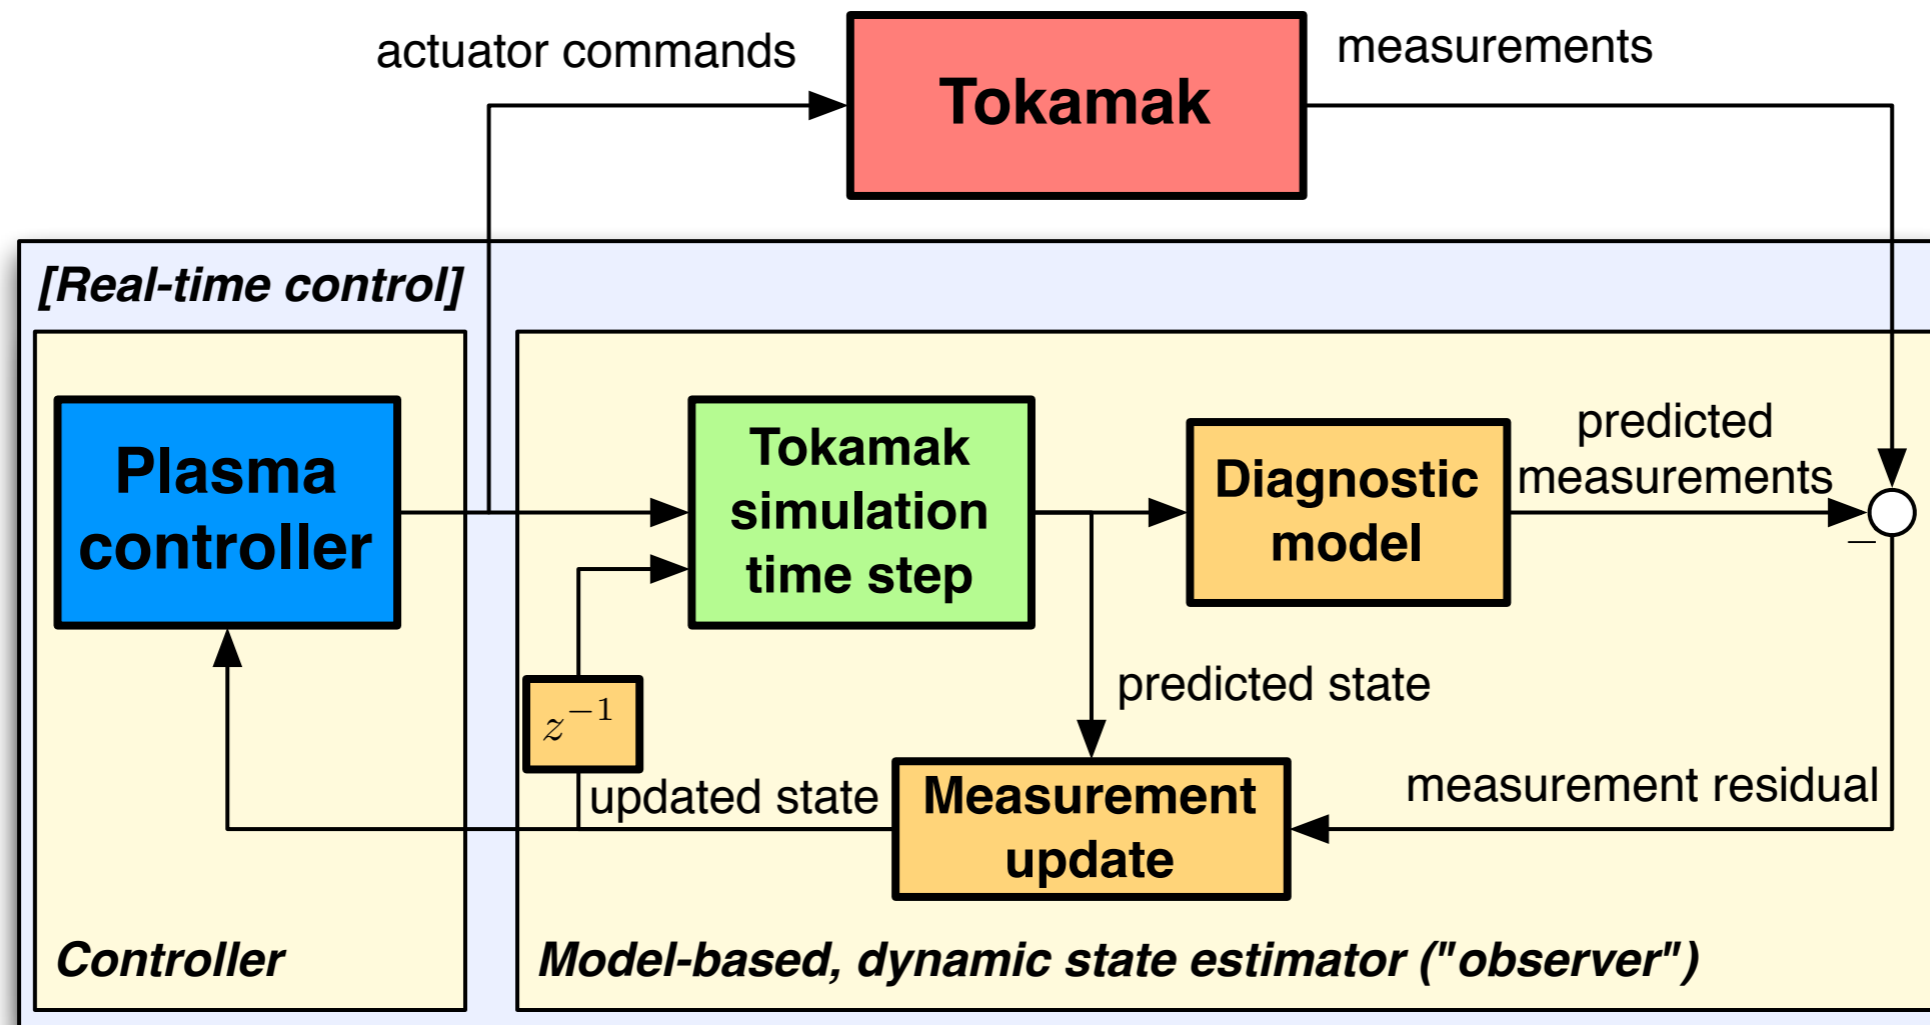 actuator commands
Tokamak
measurements
[Real-time control]
Plasma
controller
Tokamak
simulation
time step
Diagnostic
model
predicted
measurements
−
z⁻¹
predicted state
updated state
Measurement
update
measurement residual
Controller
Model-based, dynamic state estimator ("observer")